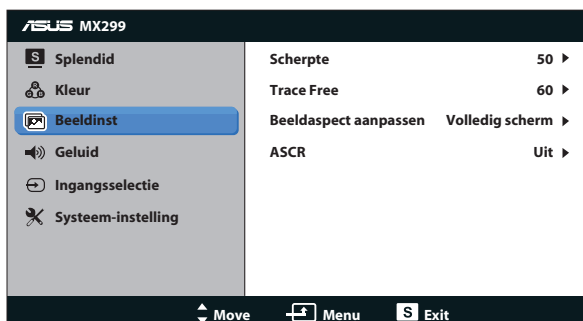 ASUS MX299
S Splendid
Kleur
Beeldinst
Geluid
Ingangsselectie
Systeem-instelling
Scherpte 50
Trace Free 60
Beeldaspect aanpassen Volledig scherm
ASCR Uit
Move Menu S Exit